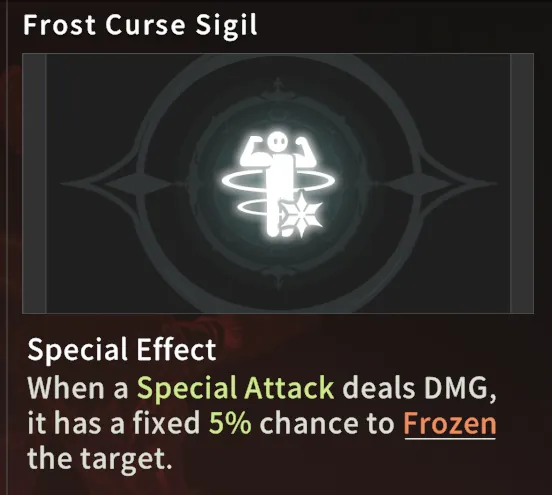 Frost Curse Sigil
Special Effect
When a Special Attack deals DMG,
it has a fixed 5% chance to Frozen
the target.